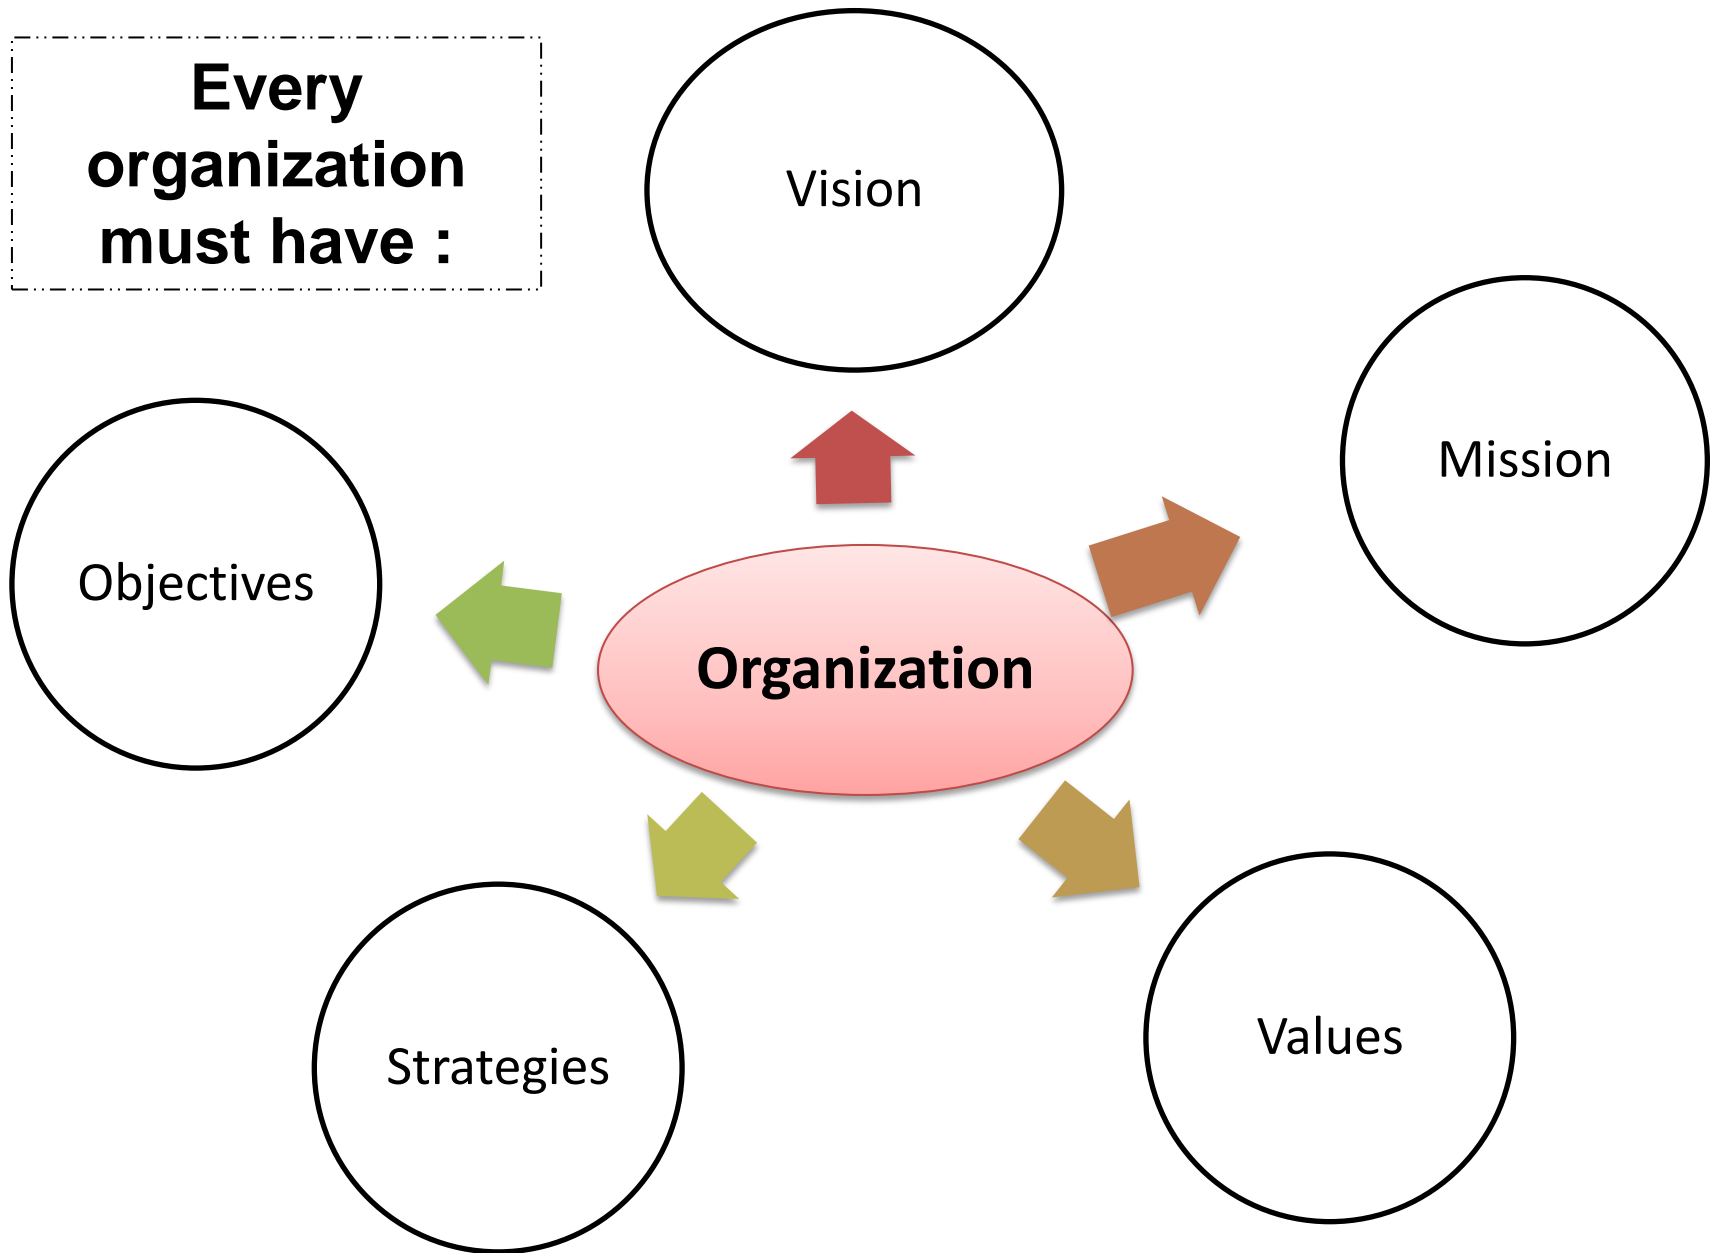 Every
organization
must have :
Vision
Mission
Objectives
Organization
Values
Strategies